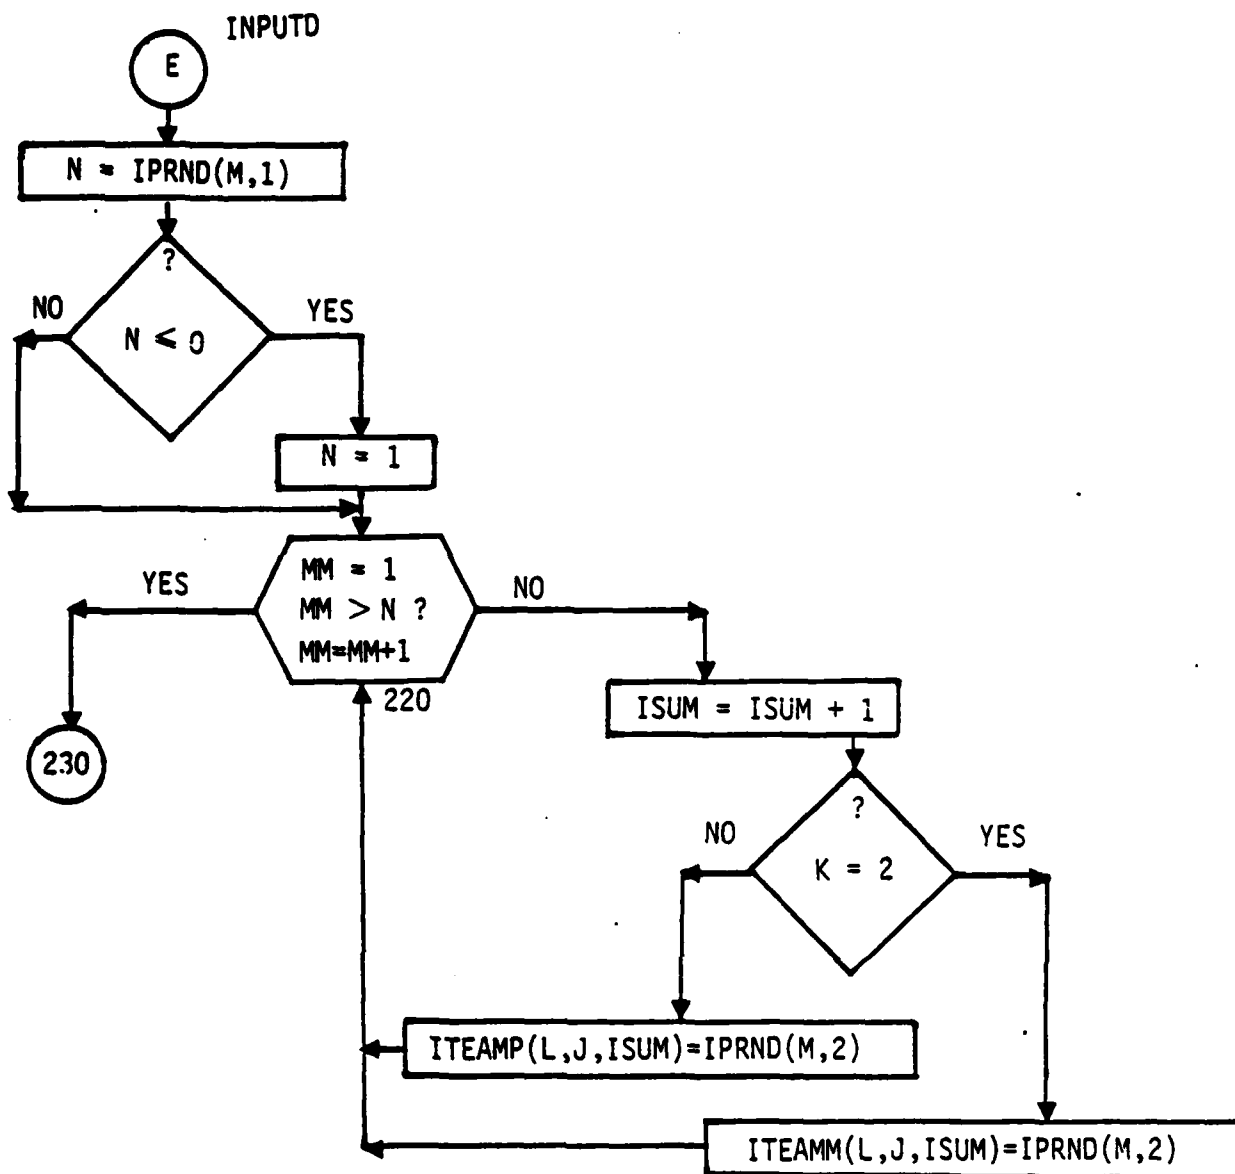 INPUTD
E
N = IPRND(M,1)
?
NO
YES
N ≤ 0
N = 1
MM = 1
YES
NO
MM > N ?
MM=MM+1
220
ISUM = ISUM + 1
230
?
NO
YES
K = 2
ITEAMP(L,J,ISUM)=IPRND(M,2)
ITEAMM(L,J,ISUM)=IPRND(M,2)